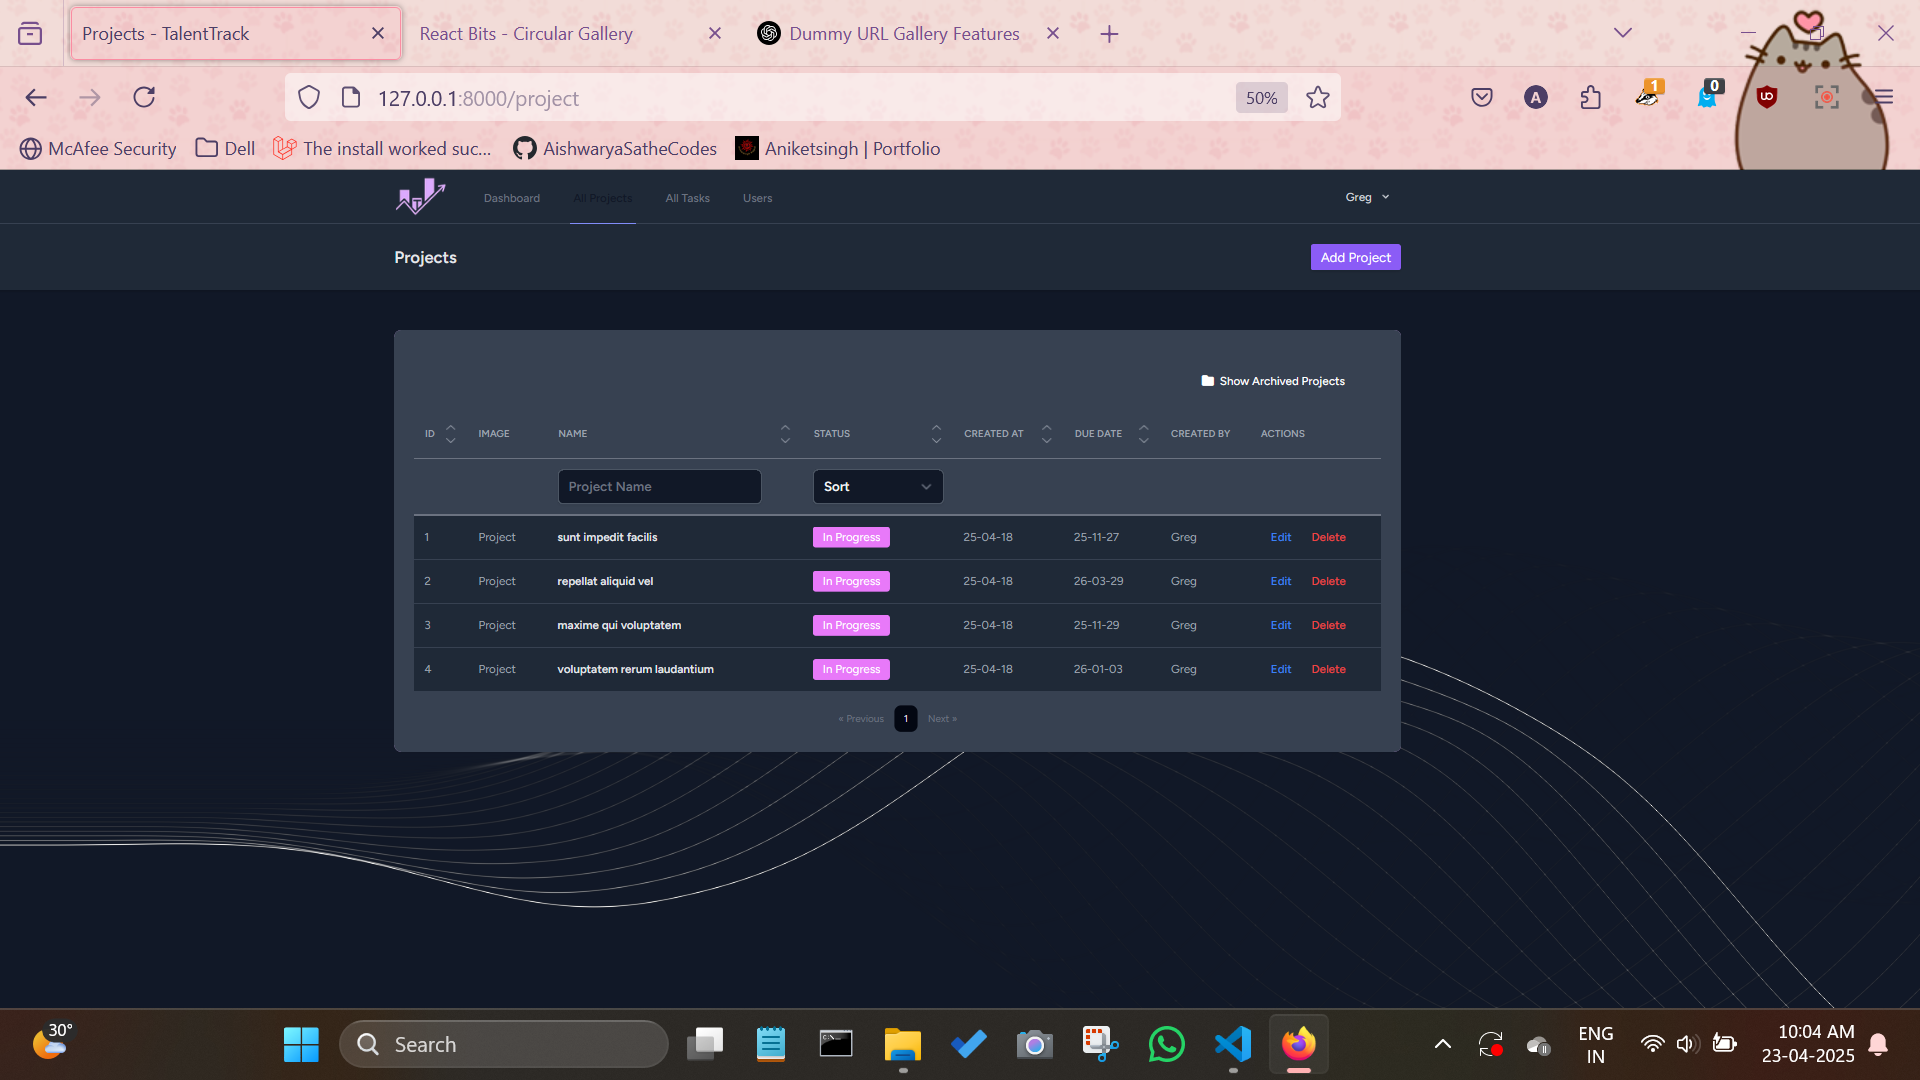 Projects - TalentTrack
React Bits - Circular Gallery
Dummy URL Gallery Features
127.0.0.1:8000/project
50%
1
0
McAfee Security
Dell
The install worked suc...
AishwaryaSatheCodes
Aniketsingh | Portfolio
Dashboard
All Projects
All Tasks
Users
Greg
Projects
Add Project
Show Archived Projects
ID IMAGE NAME STATUS CREATED AT DUE DATE CREATED BY ACTIONS
Project Name Sort
1 Project sunt impedit facilis In Progress 25-04-18 25-11-27 Greg Edit Delete
2 Project repellat aliquid vel In Progress 25-04-18 26-03-29 Greg Edit Delete
3 Project maxime qui voluptatem In Progress 25-04-18 25-11-29 Greg Edit Delete
4 Project voluptatem rerum laudantium In Progress 25-04-18 26-01-03 Greg Edit Delete
« Previous 1 Next »
30°
Search
ENG
IN
10:04 AM
23-04-2025